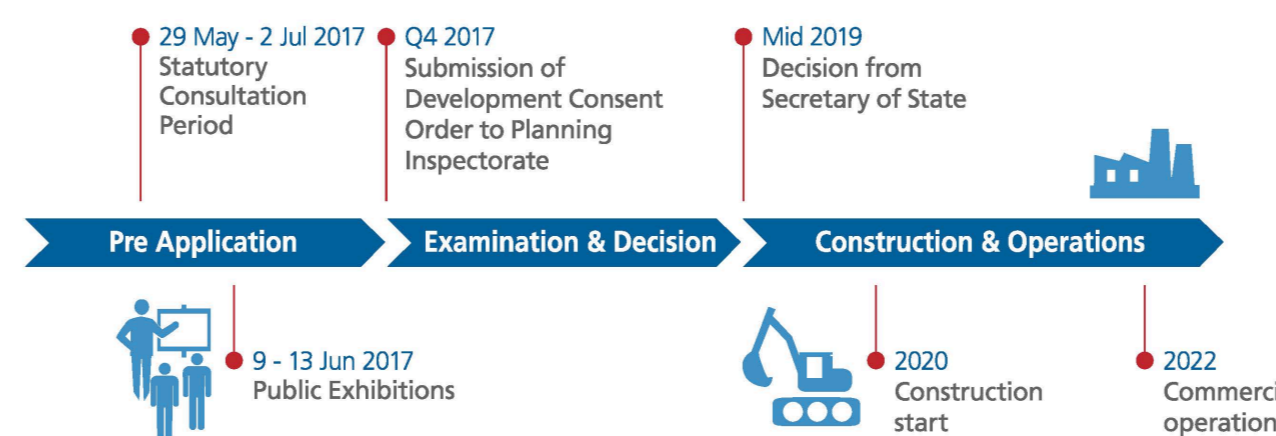 29 May - 2 Jul 2017
Statutory
Consultation
Period
Q4 2017
Submission of
Development Consent
Order to Planning
Inspectorate
Mid 2019
Decision from
Secretary of State
Pre Application
Examination & Decision
Construction & Operations
9 - 13 Jun 2017
Public Exhibitions
2020
Construction
start
2022